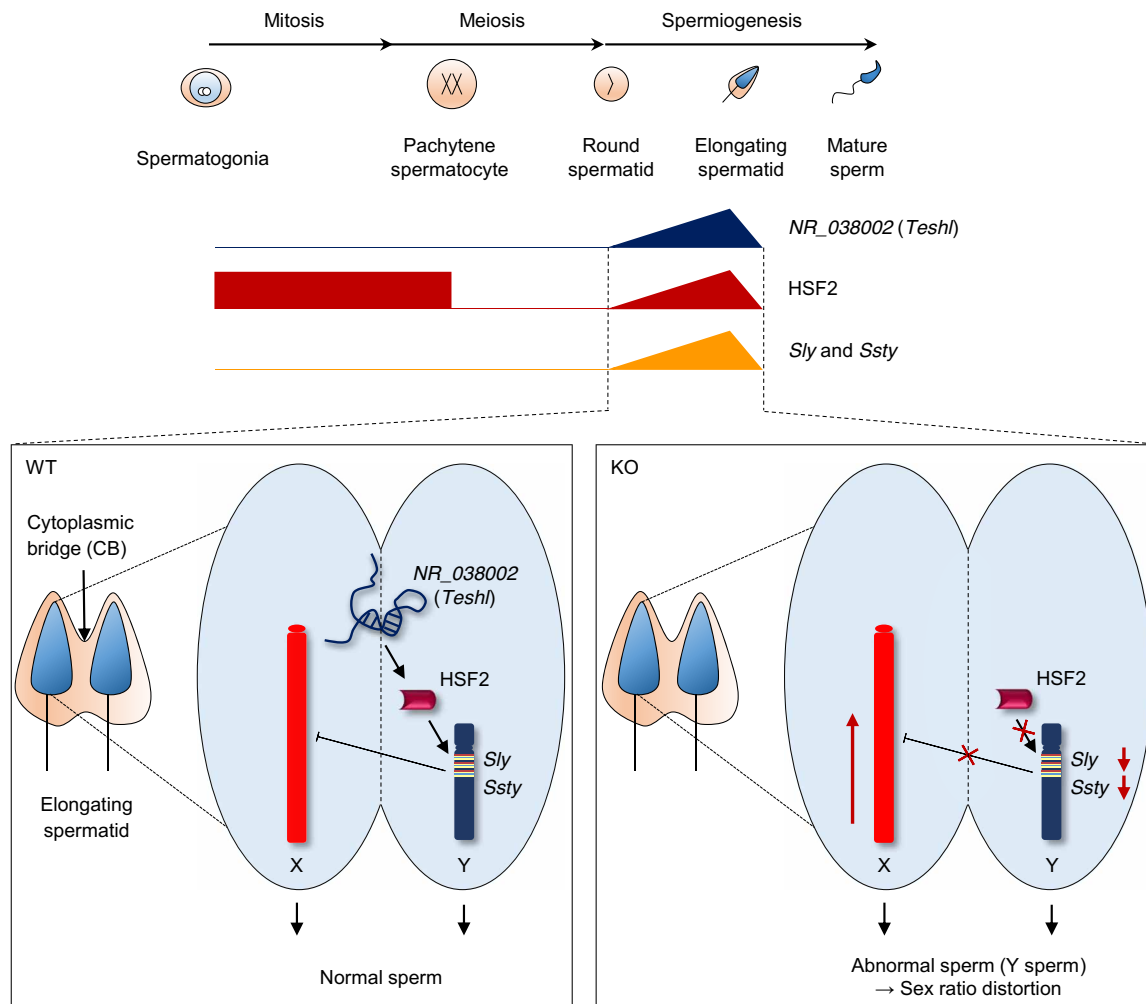 Mitosis
Meiosis
Spermiogenesis
Spermatogonia
Pachytene
spermatocyte
Round
spermatid
Elongating
spermatid
Mature
sperm
NR_038002 (Teshl)
HSF2
Sly and Ssty
WT
Cytoplasmic
bridge (CB)
NR_038002
(Teshl)
HSF2
Sly
Ssty
Elongating
spermatid
X
Y
Normal sperm
KO
HSF2
Sly
Ssty
X
Y
Abnormal sperm (Y sperm)
→ Sex ratio distortion